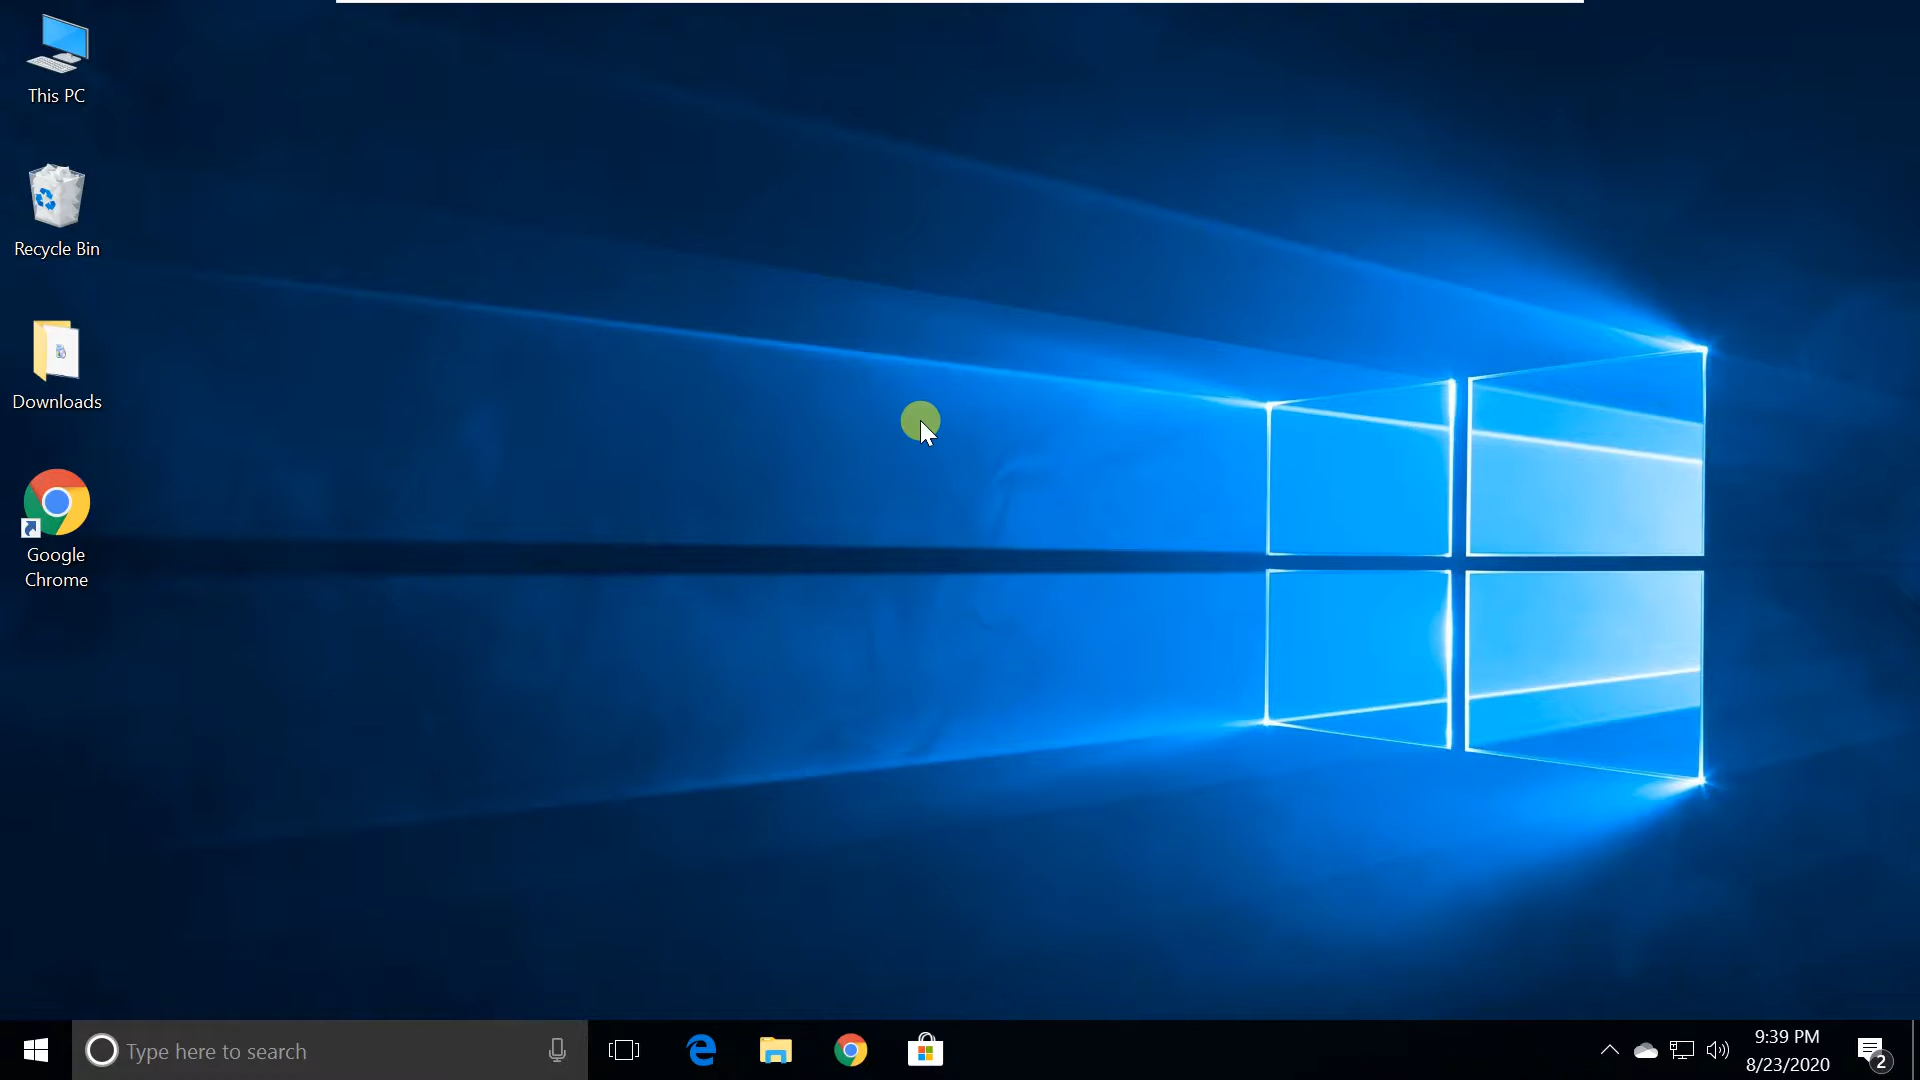 This PC
Recycle Bin
Downloads
Google
Chrome
Type here to search
9:39 PM
8/23/2020
2